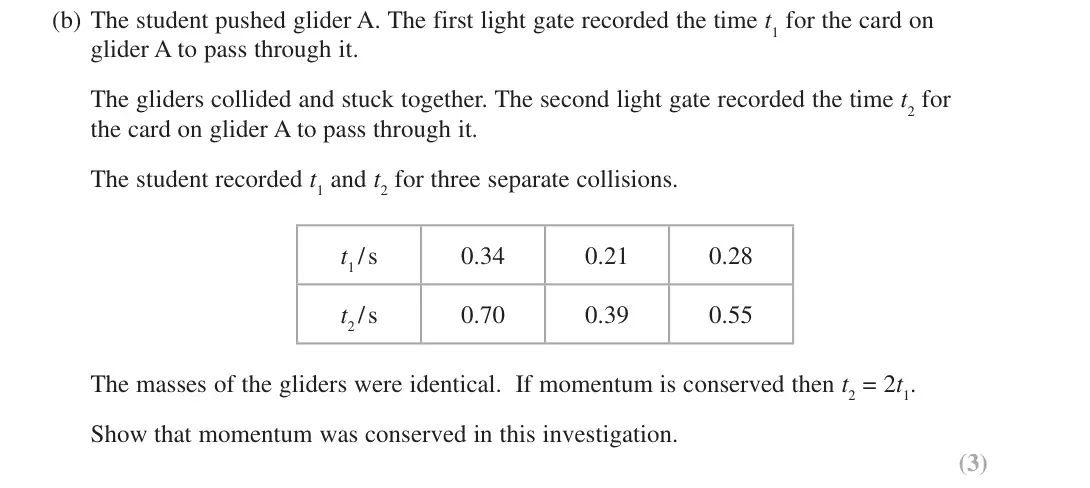 (b) The student pushed glider A. The first light gate recorded the time t₁ for the card on
glider A to pass through it.
The gliders collided and stuck together. The second light gate recorded the time t₂ for
the card on glider A to pass through it.
The student recorded t₁ and t₂ for three separate collisions.
t₁/s 0.34 0.21 0.28
t₂/s 0.70 0.39 0.55
The masses of the gliders were identical. If momentum is conserved then t₂ = 2t₁.
Show that momentum was conserved in this investigation.
(3)